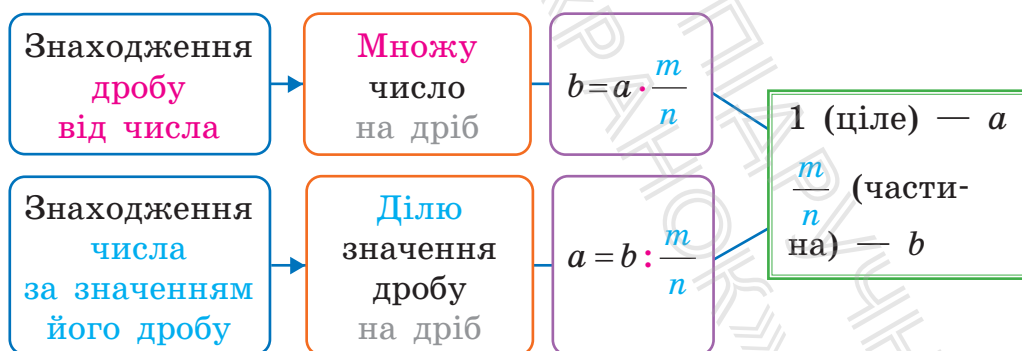 Знаходження
дробу
від числа
Множу
число
на дріб
b = a · m/n
Знаходження
числа
за значенням
його дробу
Ділю
значення
дробу
на дріб
a = b : m/n
1 (ціле) — a
m/n (части-
на) — b